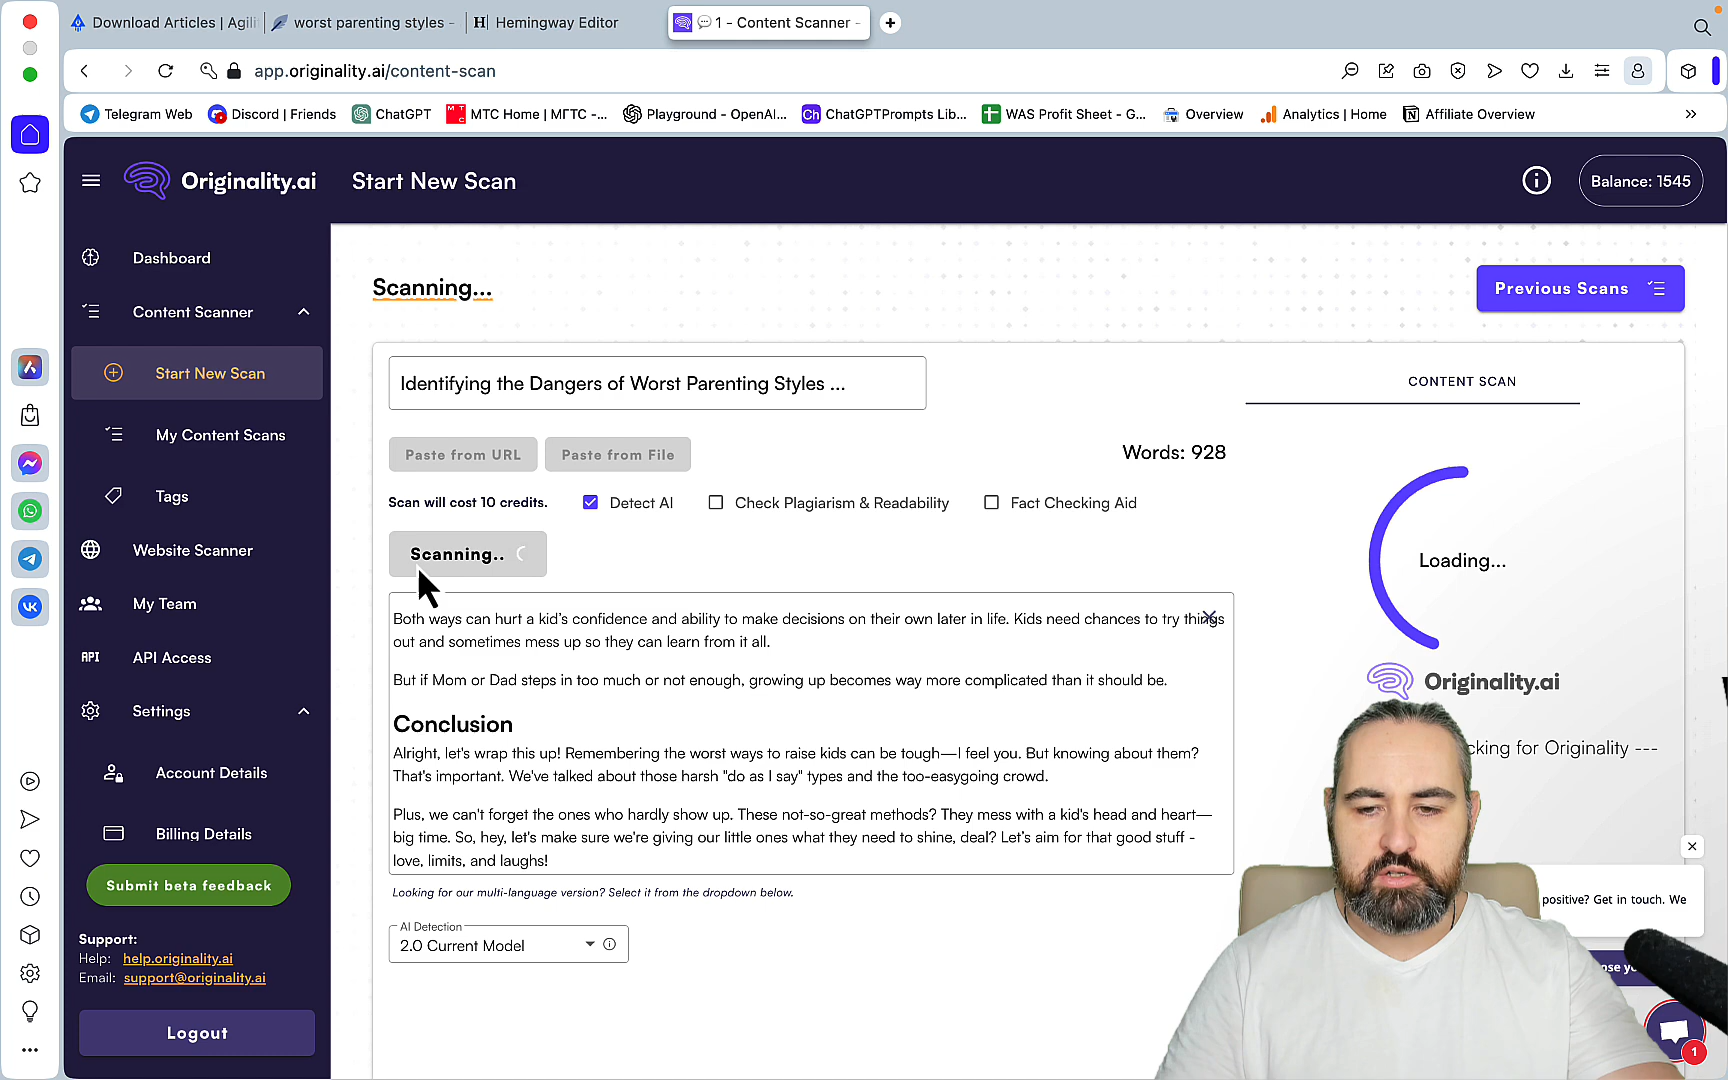 Download Articles | Agili
worst parenting styles -
Hemingway Editor
1 - Content Scanner -
app.originality.ai/content-scan
Telegram Web
Discord | Friends
ChatGPT
МТС Home | МГТС -...
Playground - OpenAI...
ChatGPTPrompts Lib...
WAS Profit Sheet - G...
Overview
Analytics | Home
Affiliate Overview
Originality.ai
Start New Scan
Balance: 1545
Dashboard
Content Scanner
Start New Scan
My Content Scans
Tags
Website Scanner
My Team
API Access
Settings
Account Details
Billing Details
Submit beta feedback
Support:
Help: help.originality.ai
Email: support@originality.ai
Logout
Scanning...
Previous Scans
Identifying the Dangers of Worst Parenting Styles ...
CONTENT SCAN
Paste from URL
Paste from File
Words: 928
Scan will cost 10 credits.
Detect AI
Check Plagiarism & Readability
Fact Checking Aid
Scanning..
Loading...
Both ways can hurt a kid’s confidence and ability to make decisions on their own later in life. Kids need chances to try things
out and sometimes mess up so they can learn from it all.
But if Mom or Dad steps in too much or not enough, growing up becomes way more complicated than it should be.
Conclusion
Alright, let's wrap this up! Remembering the worst ways to raise kids can be tough—I feel you. But knowing about them?
That's important. We've talked about those harsh "do as I say" types and the too-easygoing crowd.
Plus, we can't forget the ones who hardly show up. These not-so-great methods? They mess with a kid's head and heart—
big time. So, hey, let's make sure we're giving our little ones what they need to shine, deal? Let’s aim for that good stuff -
love, limits, and laughs!
Looking for our multi-language version? Select it from the dropdown below.
AI Detection
2.0 Current Model
Originality.ai
cking for Originality ---
positive? Get in touch. We
1